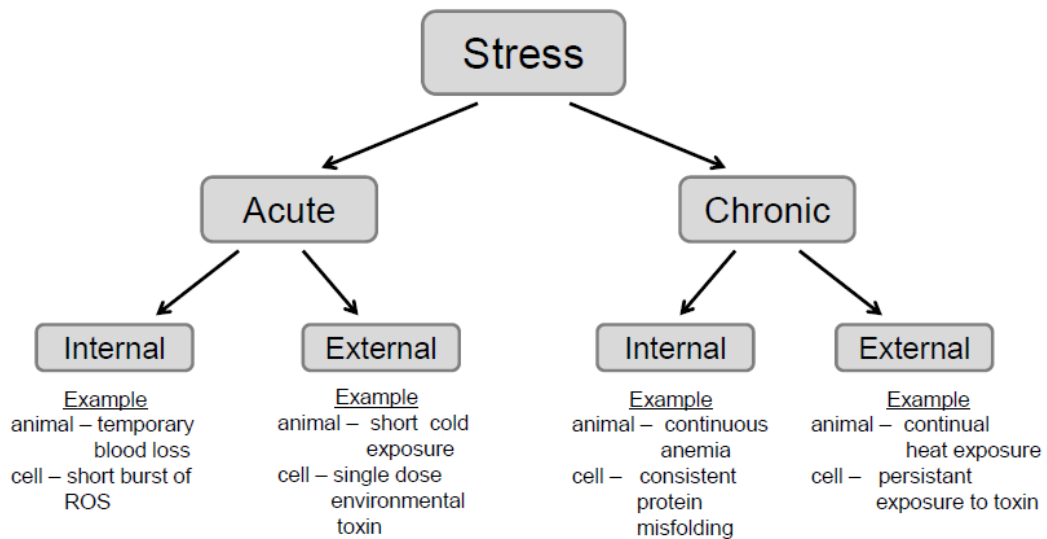 Stress
Acute
Chronic
Internal
External
Internal
External
Example
animal – temporary
blood loss
cell – short burst of
ROS
Example
animal – short cold
exposure
cell – single dose
environmental
toxin
Example
animal – continuous
anemia
cell – consistent
protein
misfolding
Example
animal – continual
heat exposure
cell – persistant
exposure to toxin